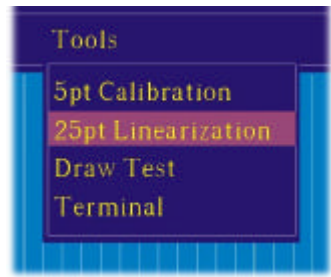 Tools
5pt Calibration
25pt Linearization
Draw Test
Terminal